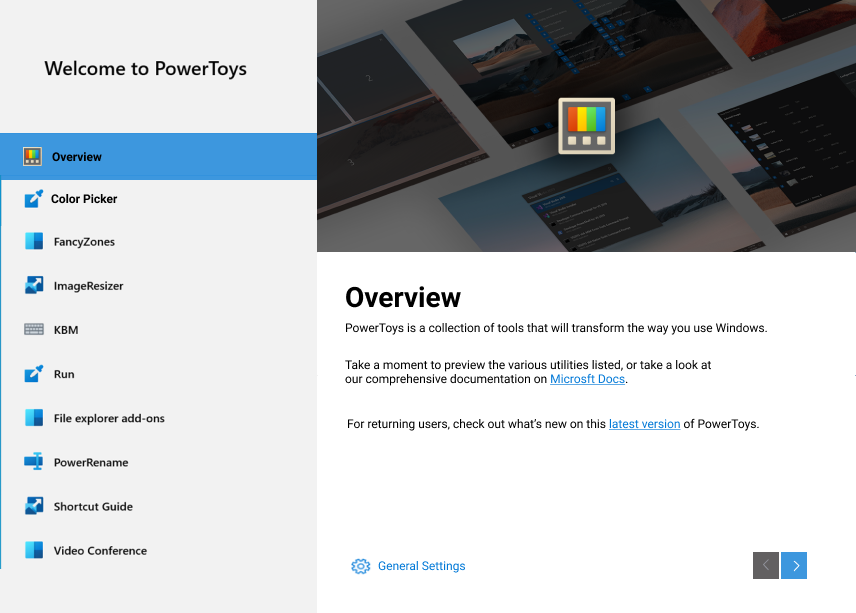 Welcome to PowerToys
Overview
Color Picker
FancyZones
ImageResizer
KBM
Run
File explorer add-ons
PowerRename
Shortcut Guide
Video Conference
2
2
Overview
PowerToys is a collection of tools that will transform the way you use Windows.
Take a moment to preview the various utilities listed, or take a look at
our comprehensive documentation on Microsft Docs.
For returning users, check out what’s new on this latest version of PowerToys.
General Settings